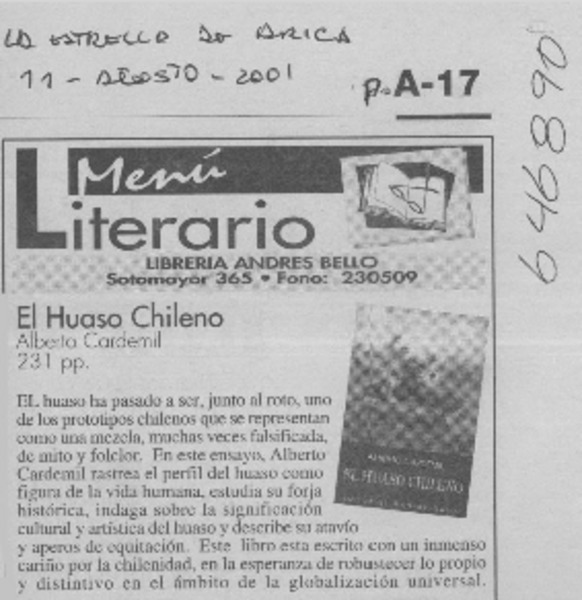 LA ESTRELLA DE ARICA
11 - AGOSTO - 2001
p. A-17
646890
Menú
Literario
LIBRERIA ANDRES BELLO
Sotomayor 365 • Fono: 230509
El Huaso Chileno
Alberto Cardemil
231 pp.
EL huaso ha pasado a ser, junto al roto, uno
de los prototipos chilenos que se representan
como una mezcla, muchas veces falsificada,
de mito y folclor. En este ensayo, Alberto
Cardemil rastrea el perfil del huaso como
figura de la vida humana, estudia su forja
histórica, indaga sobre la significación
cultural y artística del huaso y describe su atavío
y aperos de equitación. Este libro esta escrito con un inmenso
cariño por la chilenidad, en la esperanza de robustecer lo propio
y distintivo en el ámbito de la globalización universal.
EL HUASO CHILENO